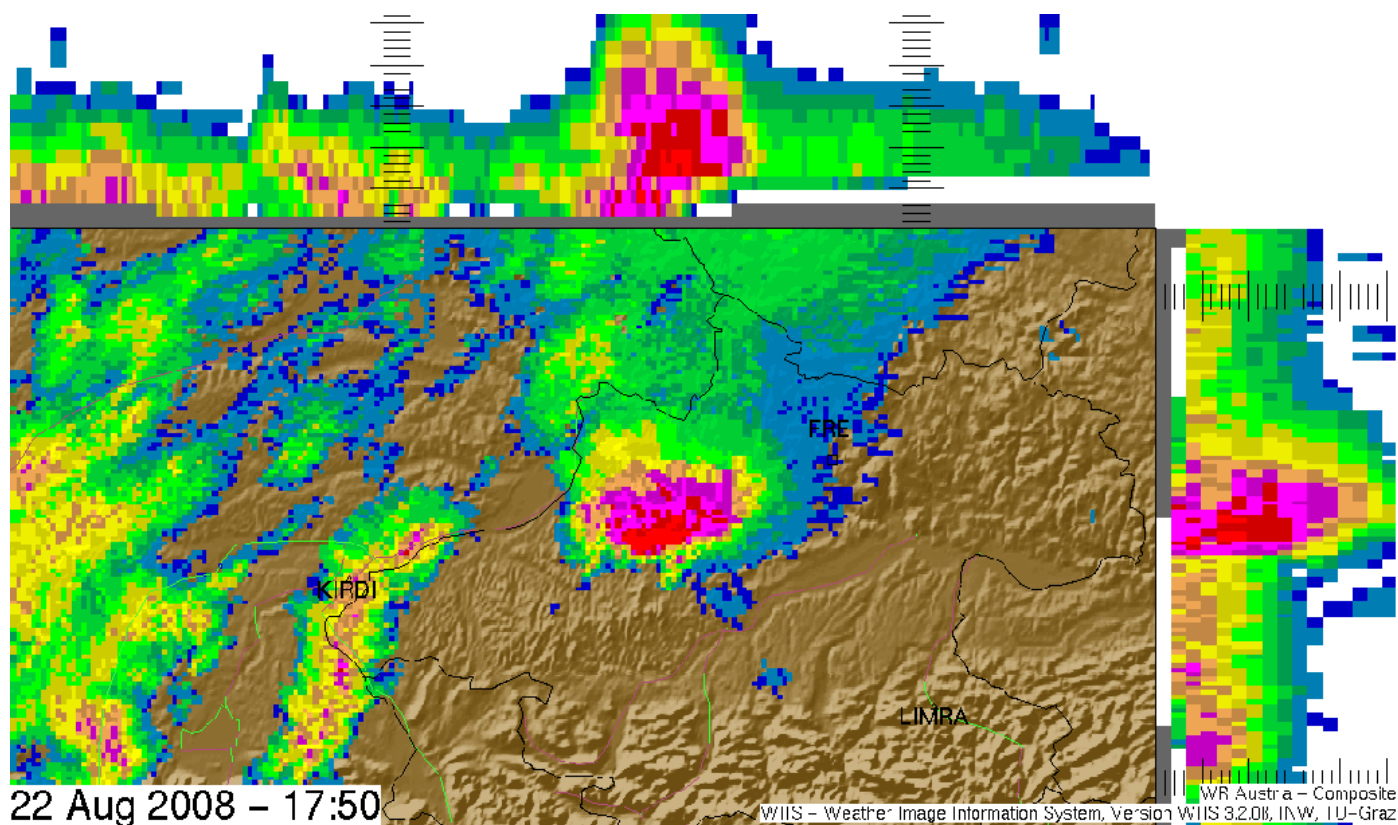 FRE
KIRDI
LIMRA
22 Aug 2008 – 17:50
WR Austria – Composite
WIIS – Weather Image Information System, Version WIIS 3.2.08, INW, TU–Graz